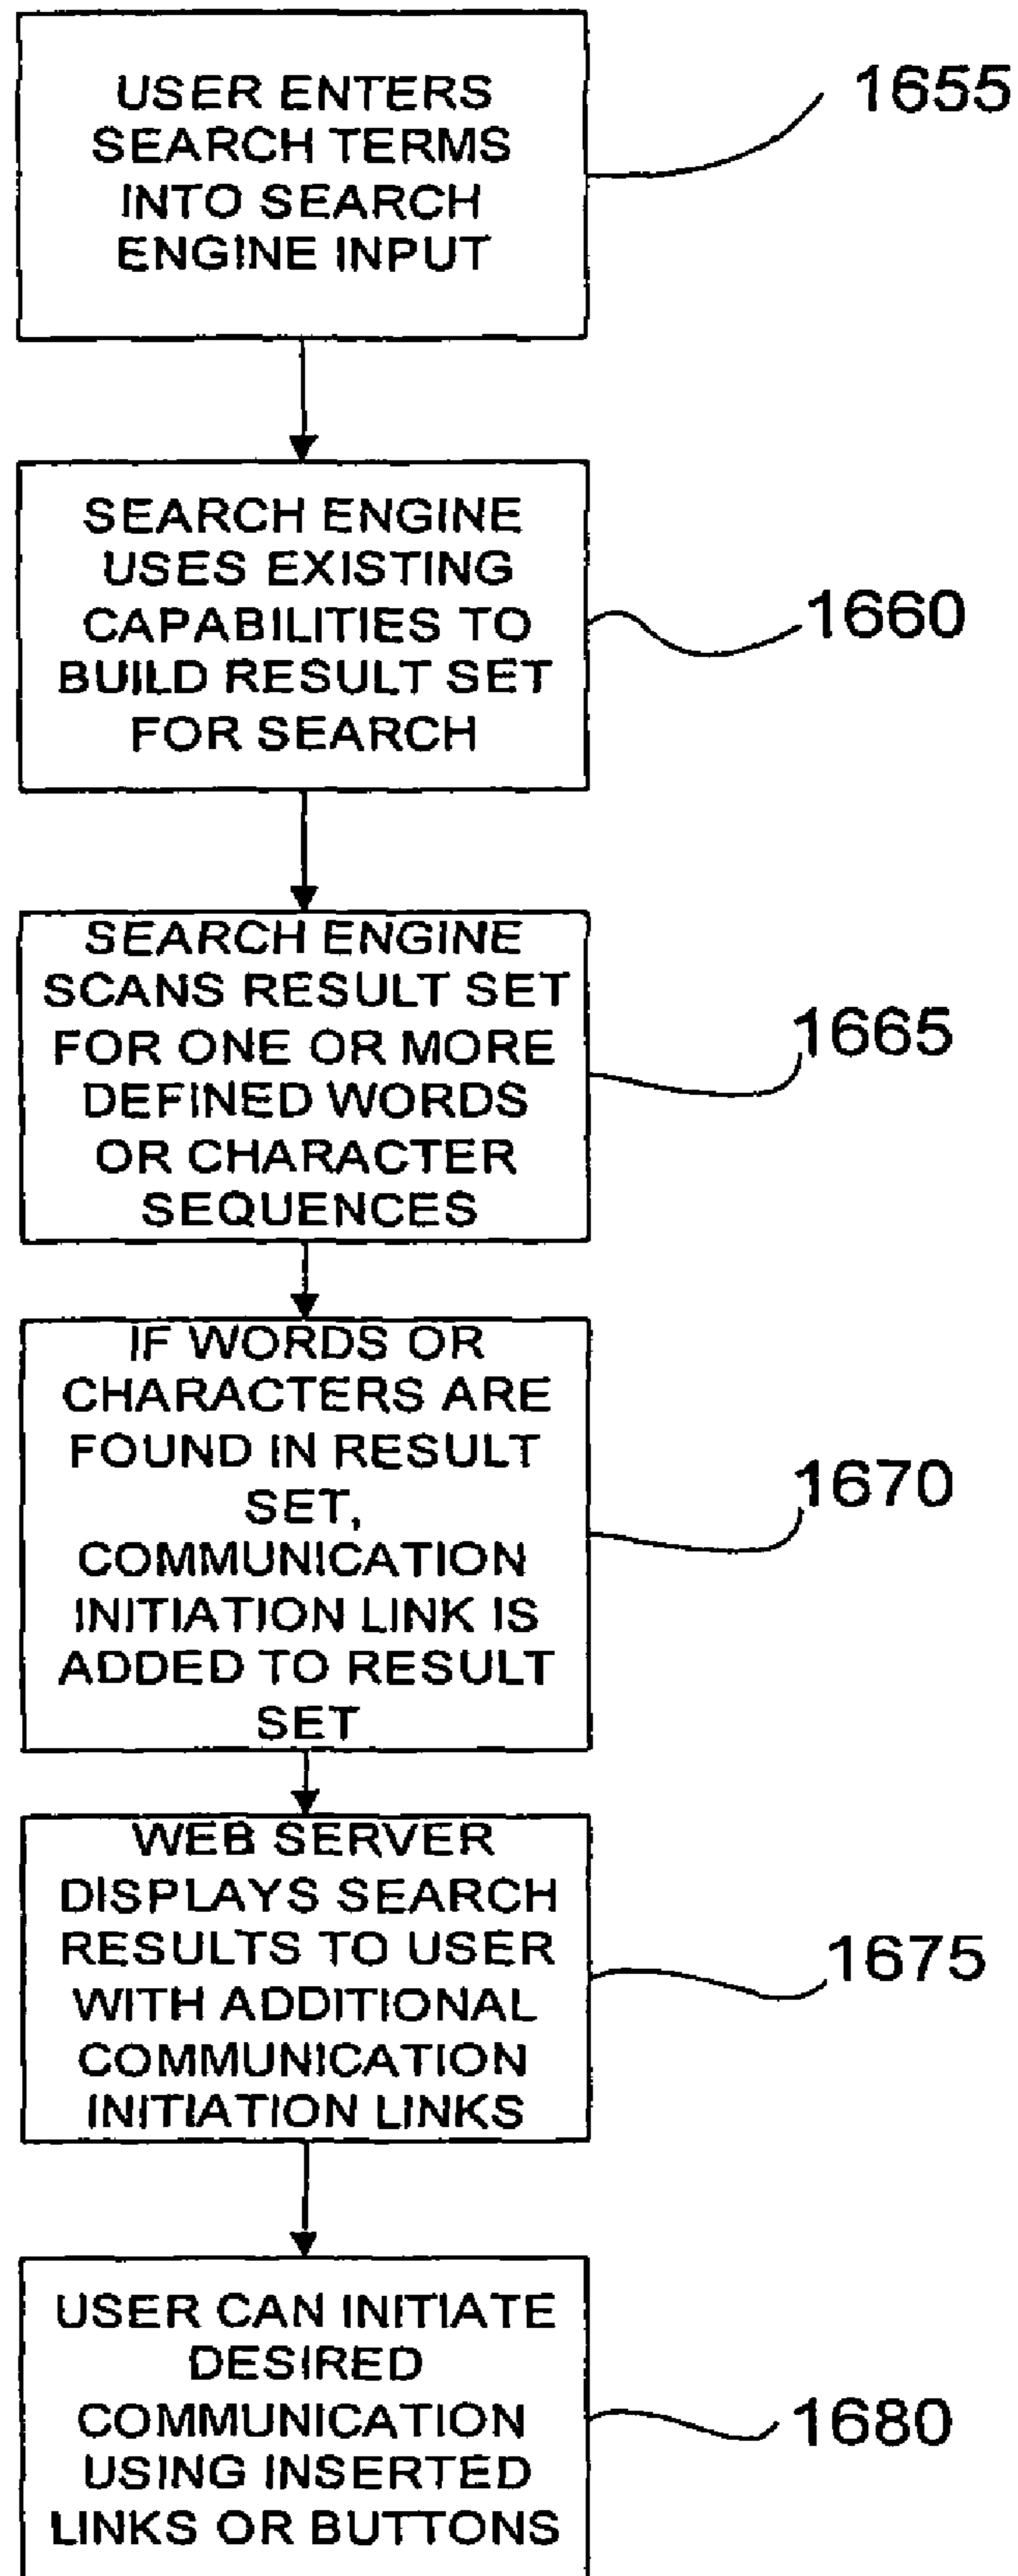 USER ENTERS
SEARCH TERMS
INTO SEARCH
ENGINE INPUT
1655
SEARCH ENGINE
USES EXISTING
CAPABILITIES TO
BUILD RESULT SET
FOR SEARCH
1660
SEARCH ENGINE
SCANS RESULT SET
FOR ONE OR MORE
DEFINED WORDS
OR CHARACTER
SEQUENCES
1665
IF WORDS OR
CHARACTERS ARE
FOUND IN RESULT
SET,
COMMUNICATION
INITIATION LINK IS
ADDED TO RESULT
SET
1670
WEB SERVER
DISPLAYS SEARCH
RESULTS TO USER
WITH ADDITIONAL
COMMUNICATION
INITIATION LINKS
1675
USER CAN INITIATE
DESIRED
COMMUNICATION
USING INSERTED
LINKS OR BUTTONS
1680